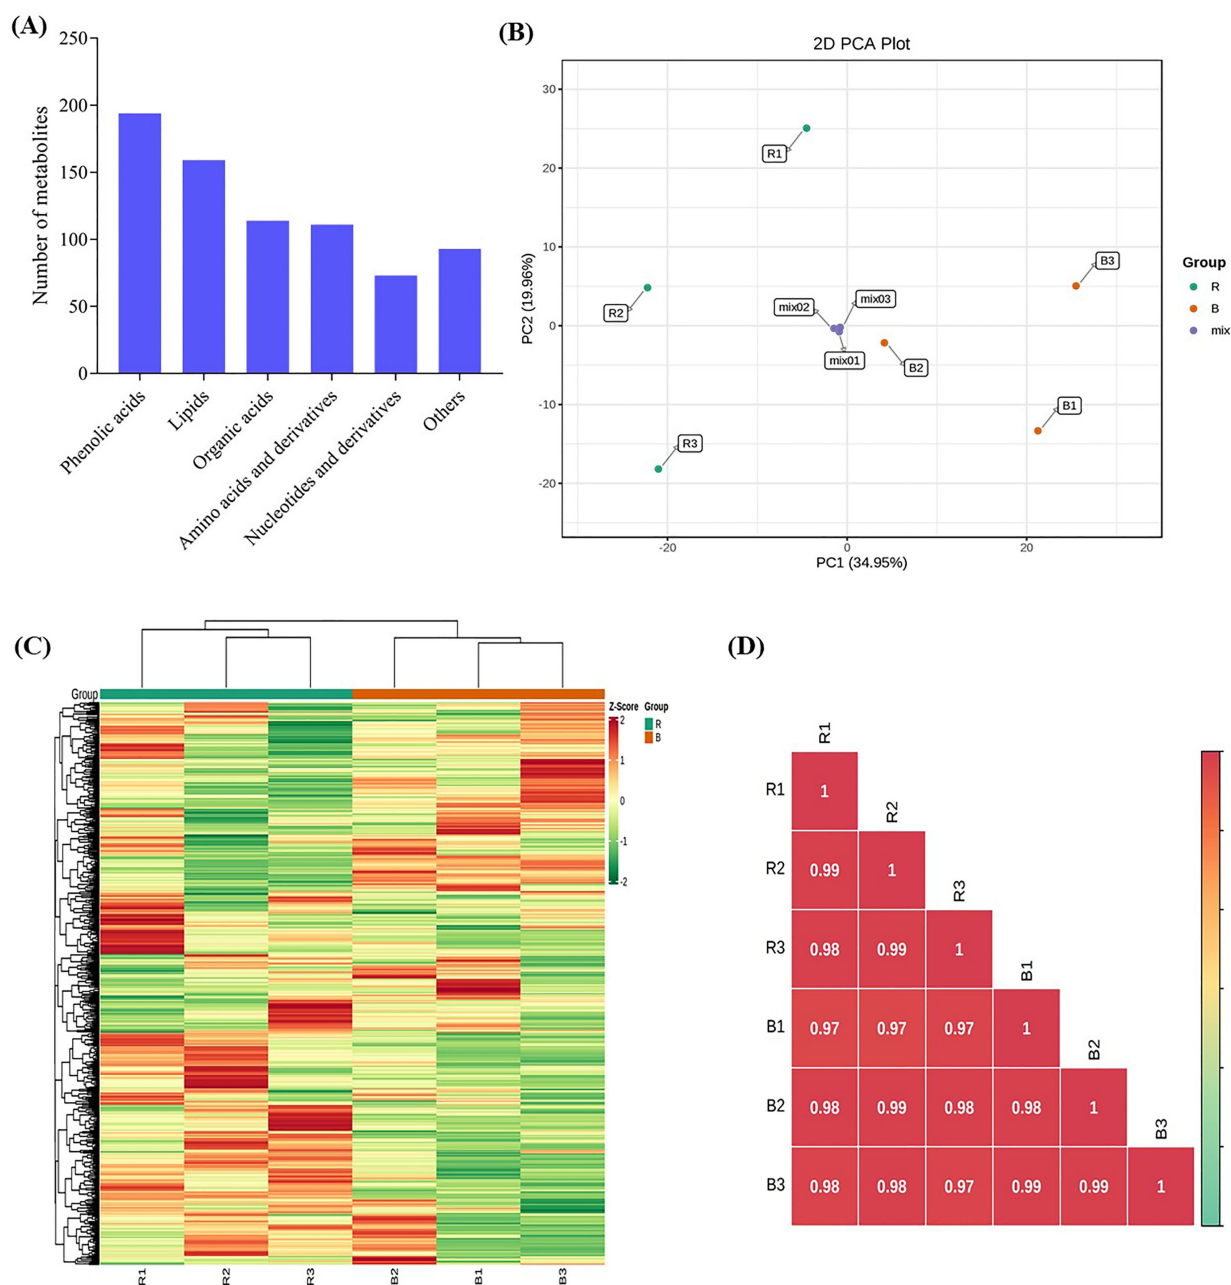 (A)
250
200
150
100
50
0
Number of metabolites
Phenolic acids
Lipids
Organic acids
Amino acids and derivatives
Nucleotides and derivatives
Others
(B)
2D PCA Plot
30
20
10
0
-10
-20
PC2 (19.96%)
R1
R2
R3
mix02
mix03
mix01
B3
B2
B1
-20
0
20
PC1 (34.95%)
Group
R
B
mix
(C)
Group
Z-Score
2
1
0
-1
-2
Group
R
B
R1
R2
R3
B2
B1
B3
(D)
R1
R1
1
R2
R2
0.99 1
R3
R3
0.98 0.99 1
B1
B1
0.97 0.97 0.97 1
B2
B2
0.98 0.99 0.98 0.98 1
B3
B3
0.98 0.98 0.97 0.99 0.99 1